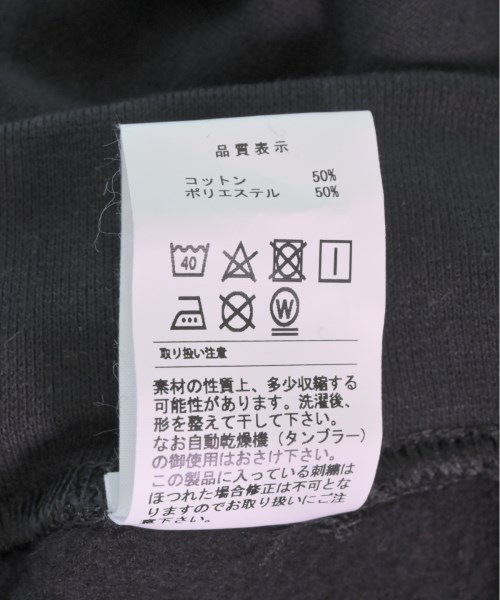 品質表示
コットン 50%
ポリエステル 50%
40
W
取り扱い注意
素材の性質上、多少収縮する
可能性があります。洗濯後、
形を整えて干して下さい。
なお自動乾燥機（タンブラー）
の御使用はおさけ下さい。
この製品に入っている刺繍は
ほつれた場合修正は不可とな
りますのでお取り扱いにご注
意下さい。